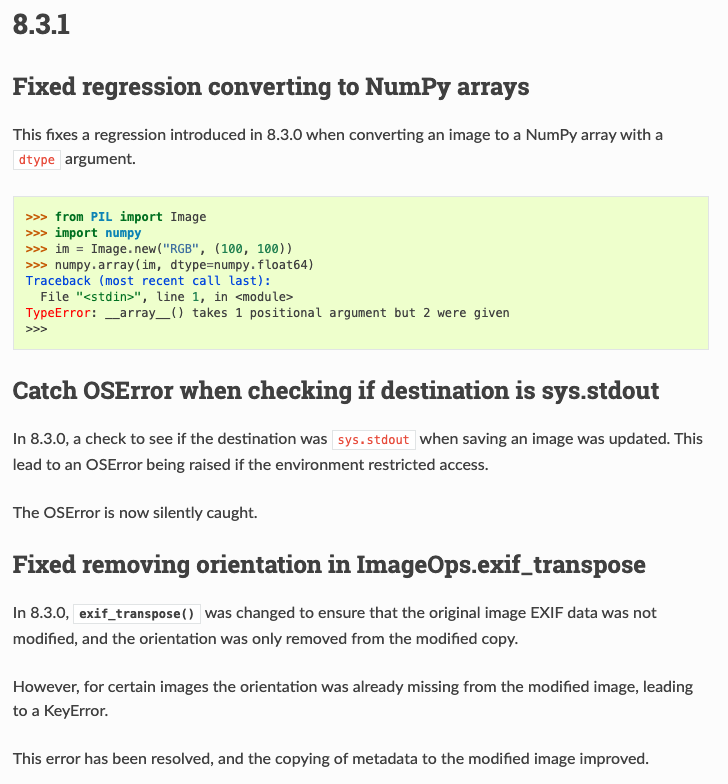 8.3.1
Fixed regression converting to NumPy arrays
This fixes a regression introduced in 8.3.0 when converting an image to a NumPy array with a
dtype argument.
>>> from PIL import Image
>>> import numpy
>>> im = Image.new("RGB", (100, 100))
>>> numpy.array(im, dtype=numpy.float64)
Traceback (most recent call last):
  File "<stdin>", line 1, in <module>
TypeError: __array__() takes 1 positional argument but 2 were given
>>>
Catch OSError when checking if destination is sys.stdout
In 8.3.0, a check to see if the destination was sys.stdout when saving an image was updated. This
lead to an OSError being raised if the environment restricted access.
The OSError is now silently caught.
Fixed removing orientation in ImageOps.exif_transpose
In 8.3.0, exif_transpose() was changed to ensure that the original image EXIF data was not
modified, and the orientation was only removed from the modified copy.
However, for certain images the orientation was already missing from the modified image, leading
to a KeyError.
This error has been resolved, and the copying of metadata to the modified image improved.